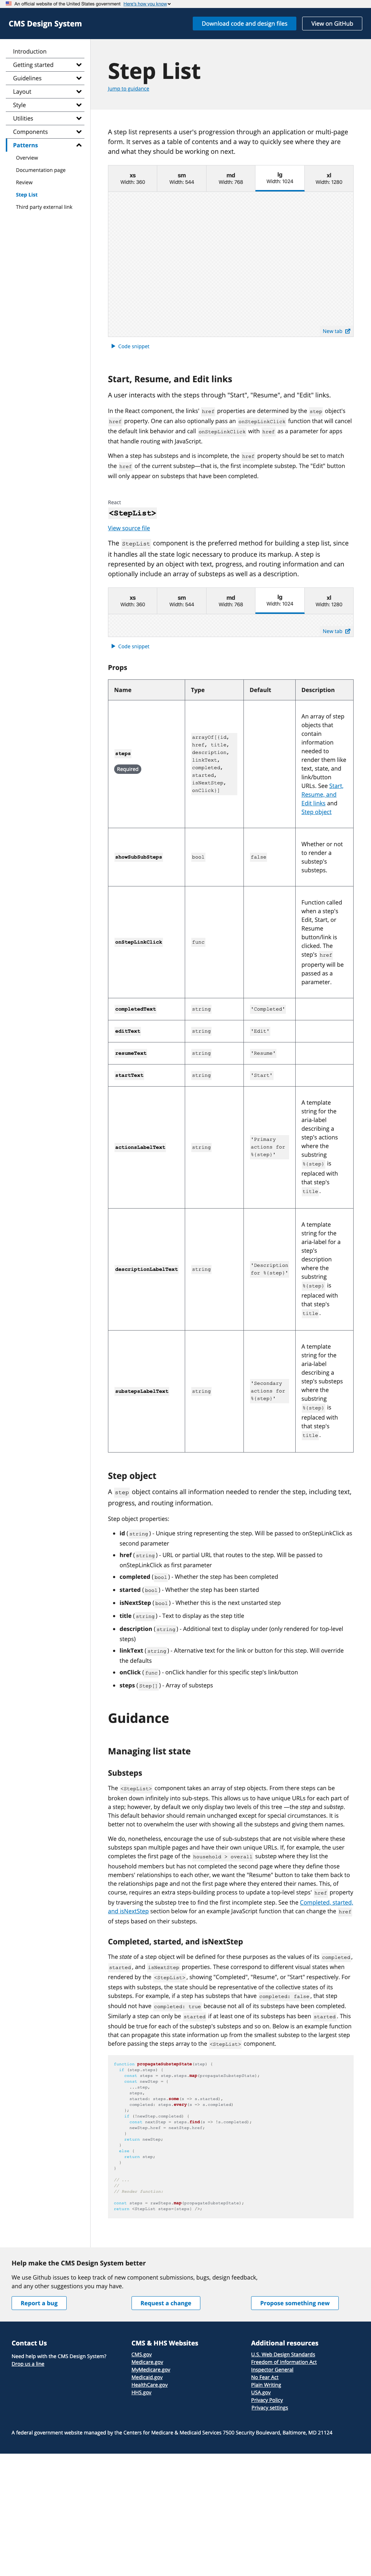 An official website of the United States government Here's how you know
CMS Design System
Download code and design files
View on GitHub
Introduction
Getting started
Guidelines
Layout
Style
Utilities
Components
Patterns
Overview
Documentation page
Review
Step List
Third party external link
Step List
Jump to guidance
A step list represents a user's progression through an application or multi-page
form. It serves as a table of contents and a way to clearly see where they are
and what they should be working on next.
xs
Width: 360
sm
Width: 544
md
Width: 768
lg
Width: 1024
xl
Width: 1280
New tab
Code snippet
Start, Resume, and Edit links
A user interacts with the steps through "Start", "Resume", and "Edit" links.
In the React component, the links' href properties are determined by the step object's
href property. One can also optionally pass an onStepLinkClick function that will cancel
the default link behavior and call onStepLinkClick with href as a parameter for apps
that handle routing with JavaScript.
When a step has substeps and is incomplete, the href property should be set to match
the href of the current substep—that is, the first incomplete substep. The "Edit" button
will only appear on substeps that have been completed.
React
<StepList>
View source file
The StepList component is the preferred method for building a step list, since
it handles all the state logic necessary to produce its markup. A step is
represented by an object with text, progress, and routing information and can
optionally include an array of substeps as well as a description.
xs
Width: 360
sm
Width: 544
md
Width: 768
lg
Width: 1024
xl
Width: 1280
New tab
Code snippet
Props
Name
Type
Default
Description
steps
Required
arrayOf[{id,
href, title,
description,
linkText,
completed,
started,
isNextStep,
onClick}]
An array of step
objects that
contain
information
needed to
render them like
text, state, and
link/button
URLs. See Start,
Resume, and
Edit links and
Step object
showSubSubSteps
bool
false
Whether or not
to render a
substep's
substeps.
onStepLinkClick
func
Function called
when a step's
Edit, Start, or
Resume
button/link is
clicked. The
step's href
property will be
passed as a
parameter.
completedText
string
'Completed'
editText
string
'Edit'
resumeText
string
'Resume'
startText
string
'Start'
actionsLabelText
string
'Primary
actions for
%{step}'
A template
string for the
aria-label
describing a
step's actions
where the
substring
%{step} is
replaced with
that step's
title.
descriptionLabelText
string
'Description
for %{step}'
A template
string for the
aria-label for a
step's
description
where the
substring
%{step} is
replaced with
that step's
title.
substepsLabelText
string
'Secondary
actions for
%{step}'
A template
string for the
aria-label
describing a
step's substeps
where the
substring
%{step} is
replaced with
that step's
title.
Step object
A step object contains all information needed to render the step, including text,
progress, and routing information.
Step object properties:
id (string) - Unique string representing the step. Will be passed to onStepLinkClick as
second parameter
href (string) - URL or partial URL that routes to the step. Will be passed to
onStepLinkClick as first parameter
completed (bool) - Whether the step has been completed
started (bool) - Whether the step has been started
isNextStep (bool) - Whether this is the next unstarted step
title (string) - Text to display as the step title
description (string) - Additional text to display under (only rendered for top-level
steps)
linkText (string) - Alternative text for the link or button for this step. Will override
the defaults
onClick (func) - onClick handler for this specific step's link/button
steps (Step[]) - Array of substeps
Guidance
Managing list state
Substeps
The <StepList> component takes an array of step objects. From there steps can be
broken down infinitely into sub-steps. This allows us to have unique URLs for each part of
a step; however, by default we only display two levels of this tree —the step and substep.
This default behavior should remain unchanged except for special circumstances. It is
better not to overwhelm the user with showing all the substeps and giving them names.
We do, nonetheless, encourage the use of sub-substeps that are not visible where these
substeps span multiple pages and have them own unique URLs. If, for example, the user
completes the first page of the household > overall substep where they list the
household members but has not completed the second page where they define those
members' relationships to each other, we want the "Resume" button to take them back to
the relationships page and not the first page where they entered their names. This, of
course, requires an extra steps-building process to update a top-level steps' href property
by traversing the substep tree to find the first incomplete step. See the Completed, started,
and isNextStep section below for an example JavaScript function that can change the href
of steps based on their substeps.
Completed, started, and isNextStep
The state of a step object will be defined for these purposes as the values of its completed,
started, and isNextStep properties. These correspond to different visual states when
rendered by the <StepList>, showing "Completed", "Resume", or "Start" respectively. For
steps with substeps, the state should be representative of the collective states of its
substeps. For example, if a step has substeps that have completed: false, that step
should not have completed: true because not all of its substeps have been completed.
Similarly a step can only be started if at least one of its substeps has been started. This
should be true for each of the substep's substeps and so on. Below is an example function
that can propagate this state information up from the smallest substep to the largest step
before passing the steps array to the <StepList> component.
function propagateSubstepState(step) {
if (step.steps) {
const steps = step.steps.map(propagateSubstepState);
const newStep = {
...step,
steps,
started: steps.some(s => s.started),
completed: steps.every(s => s.completed)
};
if (!newStep.completed) {
const nextStep = steps.find(s => !s.completed);
newStep.href = nextStep.href;
}
return newStep;
}
else {
return step;
}
}
// ...
//
// Render function:
const steps = rawSteps.map(propagateSubstepState);
return <StepList steps={steps} />;
Help make the CMS Design System better
We use Github issues to keep track of new component submissions, bugs, design feedback,
and any other suggestions you may have.
Report a bug
Request a change
Propose something new
Contact Us
Need help with the CMS Design System?
Drop us a line
CMS & HHS Websites
CMS.gov
Medicare.gov
MyMedicare.gov
Medicaid.gov
HealthCare.gov
HHS.gov
Additional resources
U.S. Web Design Standards
Freedom of Information Act
Inspector General
No Fear Act
Plain Writing
USA.gov
Privacy Policy
Privacy settings
A federal government website managed by the Centers for Medicare & Medicaid Services 7500 Security Boulevard, Baltimore, MD 21124